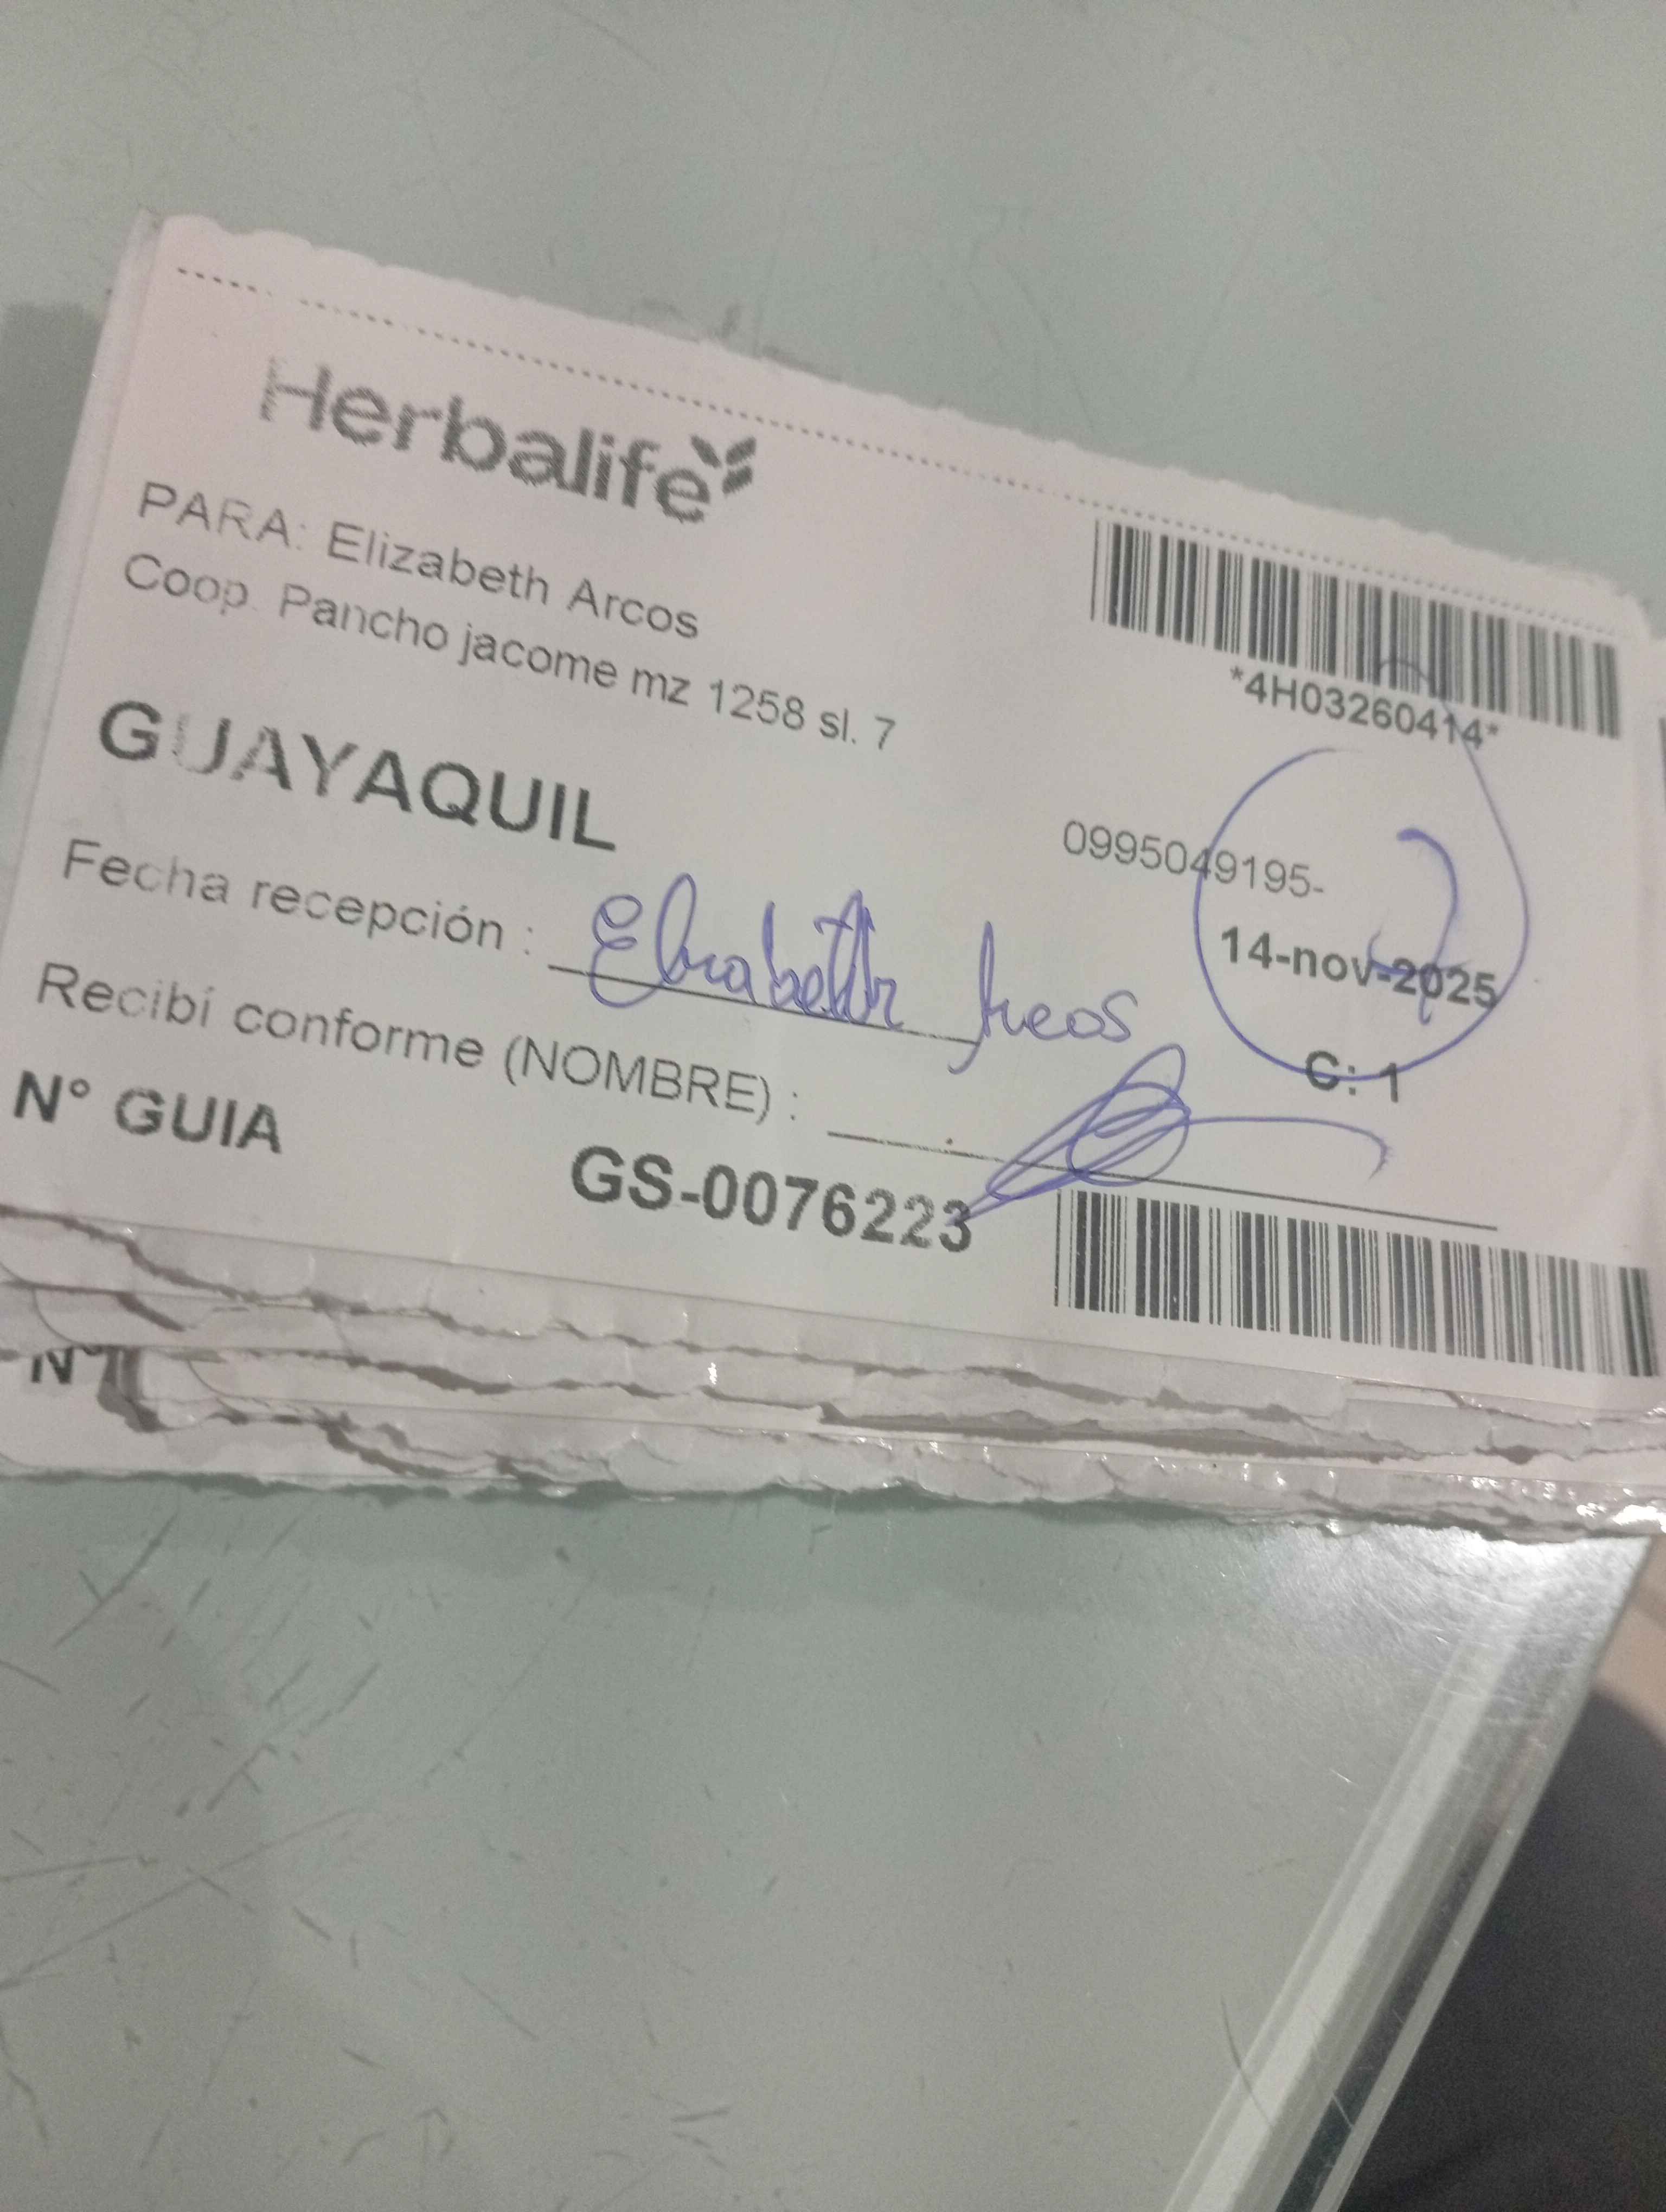 Herbalife
PARA: Elizabeth Arcos
Coop. Pancho jacome mz 1258 sl. 7
*4H03260414*
GUAYAQUIL
0995049195-
14-nov-2025
Fecha recepción : Elizabeth Arcos
C: 1
Recibí conforme (NOMBRE) :
N° GUIA GS-0076223
N°